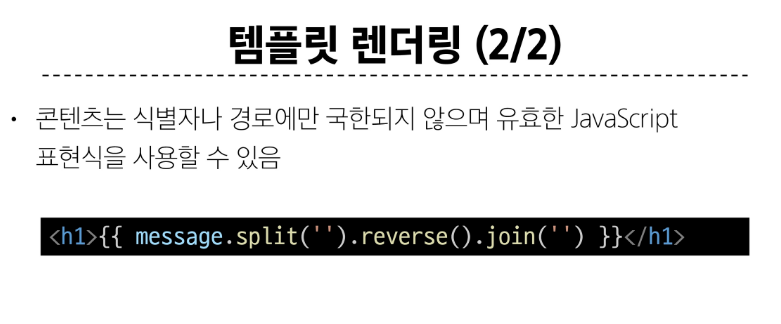 템플릿 렌더링 (2/2)
• 콘텐츠는 식별자나 경로에만 국한되지 않으며 유효한 JavaScript
표현식을 사용할 수 있음
<h1>{{ message.split('').reverse().join('') }}</h1>